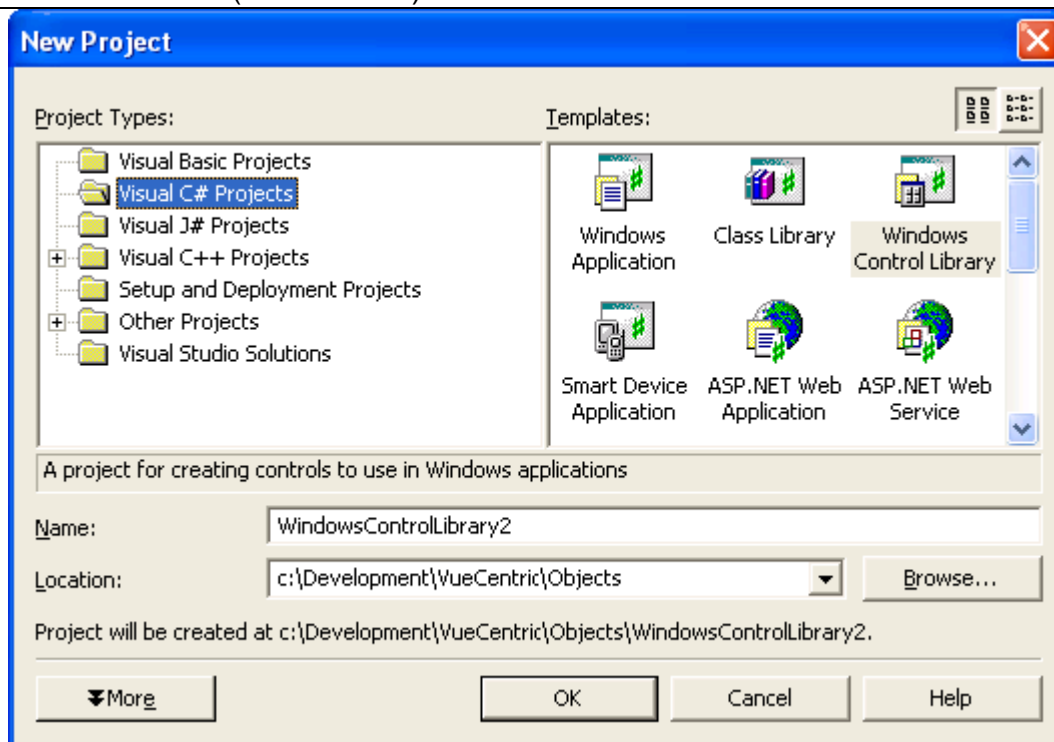 New Project
Project Types:
Templates:
Visual Basic Projects
Visual C# Projects
Visual J# Projects
Visual C++ Projects
Setup and Deployment Projects
Other Projects
Visual Studio Solutions
Windows
Application
Class Library
Windows
Control Library
Smart Device
Application
ASP.NET Web
Application
ASP.NET Web
Service
A project for creating controls to use in Windows applications
Name:
WindowsControlLibrary2
Location:
c:\Development\VueCentric\Objects
Browse...
Project will be created at c:\Development\VueCentric\Objects\WindowsControlLibrary2.
More
OK
Cancel
Help